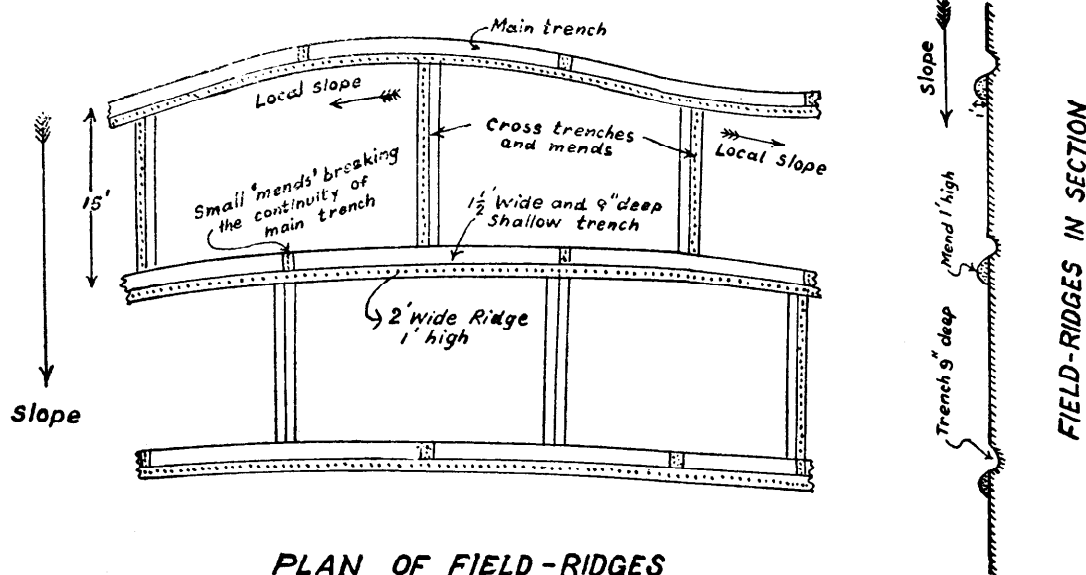 Main trench
Local slope
Cross trenches
and mends
Local Slope
15'
Small 'mends' breaking
the continuity of
main trench
1½' Wide and 9" deep
Shallow trench
2' Wide Ridge
1' high
Slope
PLAN OF FIELD-RIDGES
Slope
1'
Mend 1' high
Trench 9" deep
FIELD-RIDGES IN SECTION